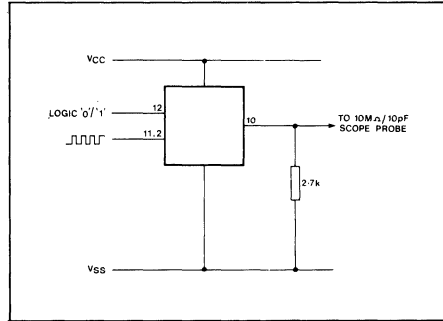 VCC
LOGIC '0'/'1'
12
11.2
10
TO 10MΩ/10pF
SCOPE PROBE
2·7k
VSS